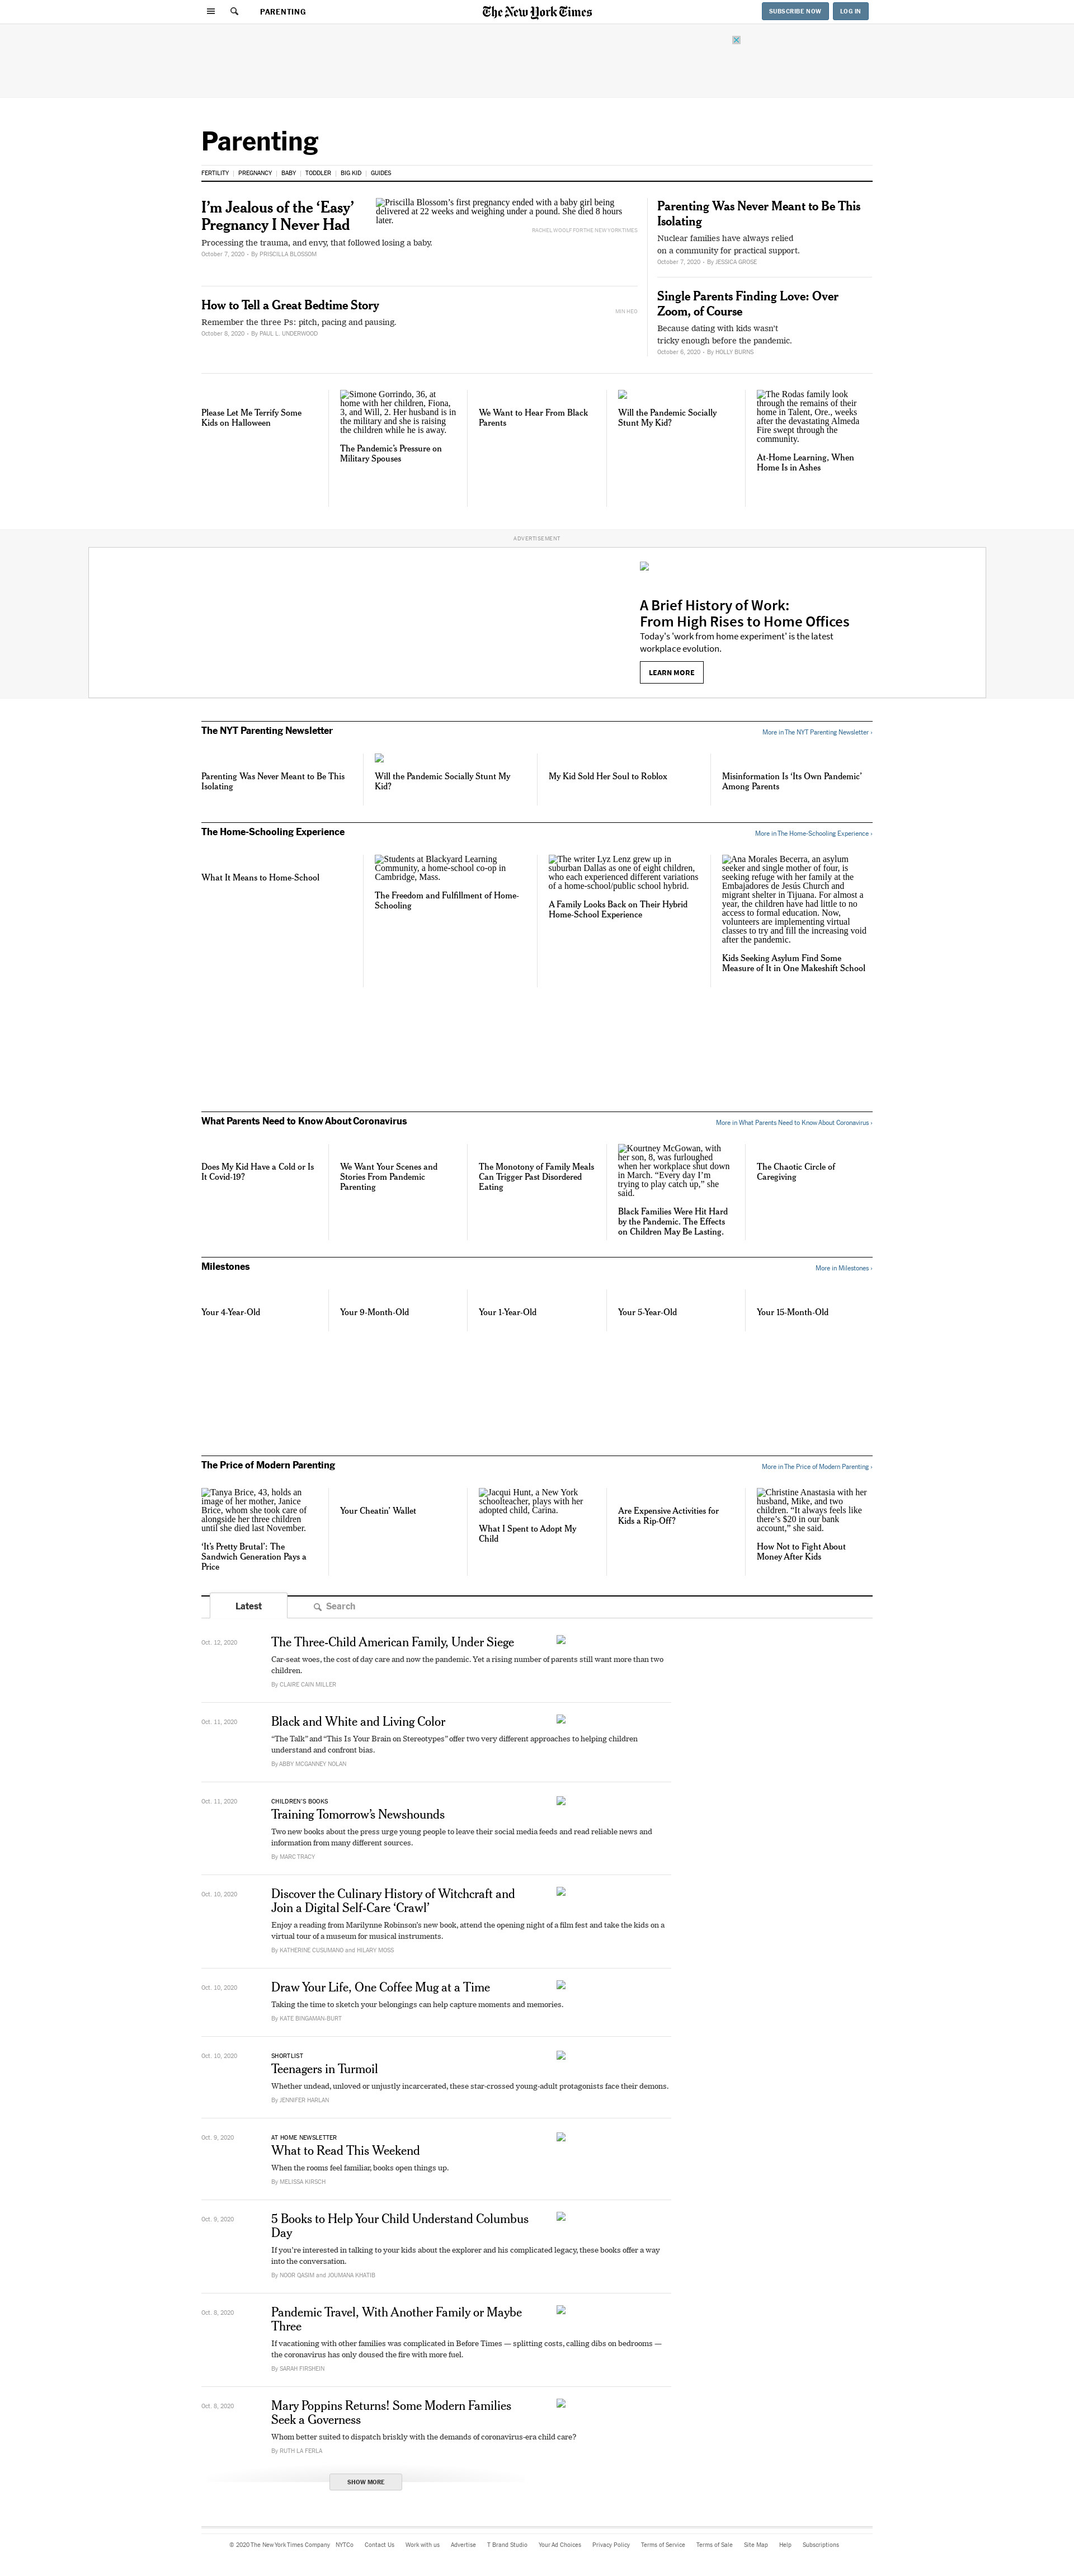 PARENTING
The New York Times
SUBSCRIBE NOW
LOG IN
Parenting
FERTILITY
PREGNANCY
BABY
TODDLER
BIG KID
GUIDES
I'm Jealous of the ‘Easy’
Pregnancy I Never Had
Processing the trauma, and envy, that followed losing a baby.
October 7, 2020 • By PRISCILLA BLOSSOM
Priscilla Blossom's first pregnancy ended with a baby girl being
delivered at 22 weeks and weighing under a pound. She died 8 hours
later.
RACHEL WOOLF FOR THE NEW YORK TIMES
How to Tell a Great Bedtime Story
Remember the three Ps: pitch, pacing and pausing.
October 8, 2020 • By PAUL L. UNDERWOOD
MIN HEO
Parenting Was Never Meant to Be This
Isolating
Nuclear families have always relied
on a community for practical support.
October 7, 2020 • By JESSICA GROSE
Single Parents Finding Love: Over
Zoom, of Course
Because dating with kids wasn't
tricky enough before the pandemic.
October 6, 2020 • By HOLLY BURNS
Please Let Me Terrify Some
Kids on Halloween
Simone Gorrindo, 36, at
home with her children, Fiona,
3, and Will, 2. Her husband is in
the military and she is raising
the children while he is away.
The Pandemic's Pressure on
Military Spouses
We Want to Hear From Black
Parents
Will the Pandemic Socially
Stunt My Kid?
The Rodas family look
through the remains of their
home in Talent, Ore., weeks
after the devastating Almeda
Fire swept through the
community.
At-Home Learning, When
Home Is in Ashes
ADVERTISEMENT
A Brief History of Work:
From High Rises to Home Offices
Today's 'work from home experiment' is the latest
workplace evolution.
LEARN MORE
The NYT Parenting Newsletter
More in The NYT Parenting Newsletter ›
Parenting Was Never Meant to Be This
Isolating
Will the Pandemic Socially Stunt My
Kid?
My Kid Sold Her Soul to Roblox
Misinformation Is ‘Its Own Pandemic’
Among Parents
The Home-Schooling Experience
More in The Home-Schooling Experience ›
What It Means to Home-School
Students at Blackyard Learning
Community, a home-school co-op in
Cambridge, Mass.
The Freedom and Fulfillment of Home-
Schooling
The writer Lyz Lenz grew up in
suburban Dallas as one of eight children,
who each experienced different variations
of a home-school/public school hybrid.
A Family Looks Back on Their Hybrid
Home-School Experience
Ana Morales Becerra, an asylum
seeker and single mother of four, is
seeking refuge with her family at the
Embajadores de Jesús Church and
migrant shelter in Tijuana. For almost a
year, the children have had little to no
access to formal education. Now,
volunteers are implementing virtual
classes to try and fill the increasing void
after the pandemic.
Kids Seeking Asylum Find Some
Measure of It in One Makeshift School
What Parents Need to Know About Coronavirus
More in What Parents Need to Know About Coronavirus ›
Does My Kid Have a Cold or Is
It Covid-19?
We Want Your Scenes and
Stories From Pandemic
Parenting
The Monotony of Family Meals
Can Trigger Past Disordered
Eating
Kourtney McGowan, with
her son, 8, was furloughed
when her workplace shut down
in March. “Every day I'm
trying to play catch up,” she
said.
Black Families Were Hit Hard
by the Pandemic. The Effects
on Children May Be Lasting.
The Chaotic Circle of
Caregiving
Milestones
More in Milestones ›
Your 4-Year-Old
Your 9-Month-Old
Your 1-Year-Old
Your 5-Year-Old
Your 15-Month-Old
The Price of Modern Parenting
More in The Price of Modern Parenting ›
Tanya Brice, 43, holds an
image of her mother, Janice
Brice, whom she took care of
alongside her three children
until she died last November.
‘It's Pretty Brutal’: The
Sandwich Generation Pays a
Price
Your Cheatin' Wallet
Jacqui Hunt, a New York
schoolteacher, plays with her
adopted child, Carina.
What I Spent to Adopt My
Child
Are Expensive Activities for
Kids a Rip-Off?
Christine Anastasia with her
husband, Mike, and two
children. “It always feels like
there's $20 in our bank
account,” she said.
How Not to Fight About
Money After Kids
Latest
Search
Oct. 12, 2020
The Three-Child American Family, Under Siege
Car-seat woes, the cost of day care and now the pandemic. Yet a rising number of parents still want more than two
children.
By CLAIRE CAIN MILLER
Oct. 11, 2020
Black and White and Living Color
“The Talk” and “This Is Your Brain on Stereotypes” offer two very different approaches to helping children
understand and confront bias.
By ABBY MCGANNEY NOLAN
Oct. 11, 2020
CHILDREN'S BOOKS
Training Tomorrow's Newshounds
Two new books about the press urge young people to leave their social media feeds and read reliable news and
information from many different sources.
By MARC TRACY
Oct. 10, 2020
Discover the Culinary History of Witchcraft and
Join a Digital Self-Care ‘Crawl’
Enjoy a reading from Marilynne Robinson's new book, attend the opening night of a film fest and take the kids on a
virtual tour of a museum for musical instruments.
By KATHERINE CUSUMANO and HILARY MOSS
Oct. 10, 2020
Draw Your Life, One Coffee Mug at a Time
Taking the time to sketch your belongings can help capture moments and memories.
By KATE BINGAMAN-BURT
Oct. 10, 2020
SHORTLIST
Teenagers in Turmoil
Whether undead, unloved or unjustly incarcerated, these star-crossed young-adult protagonists face their demons.
By JENNIFER HARLAN
Oct. 9, 2020
AT HOME NEWSLETTER
What to Read This Weekend
When the rooms feel familiar, books open things up.
By MELISSA KIRSCH
Oct. 9, 2020
5 Books to Help Your Child Understand Columbus
Day
If you're interested in talking to your kids about the explorer and his complicated legacy, these books offer a way
into the conversation.
By NOOR QASIM and JOUMANA KHATIB
Oct. 8, 2020
Pandemic Travel, With Another Family or Maybe
Three
If vacationing with other families was complicated in Before Times — splitting costs, calling dibs on bedrooms —
the coronavirus has only doused the fire with more fuel.
By SARAH FIRSHEIN
Oct. 8, 2020
Mary Poppins Returns! Some Modern Families
Seek a Governess
Whom better suited to dispatch briskly with the demands of coronavirus-era child care?
By RUTH LA FERLA
SHOW MORE
© 2020 The New York Times Company
NYTCo
Contact Us
Work with us
Advertise
T Brand Studio
Your Ad Choices
Privacy Policy
Terms of Service
Terms of Sale
Site Map
Help
Subscriptions